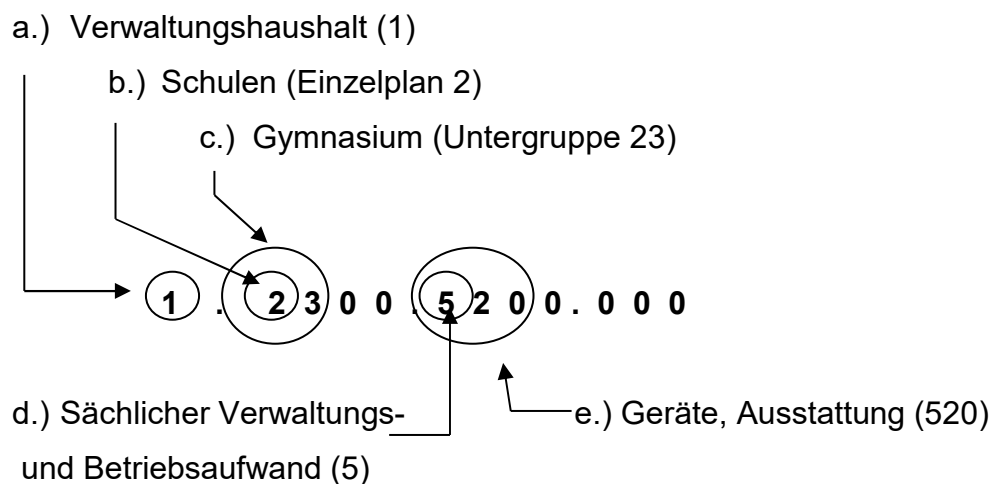 a.) Verwaltungshaushalt (1)
b.) Schulen (Einzelplan 2)
c.) Gymnasium (Untergruppe 23)
1 . 2 3 0 0 . 5 2 0 0 . 0 0 0
d.) Sächlicher Verwaltungs-
und Betriebsaufwand (5)
e.) Geräte, Ausstattung (520)